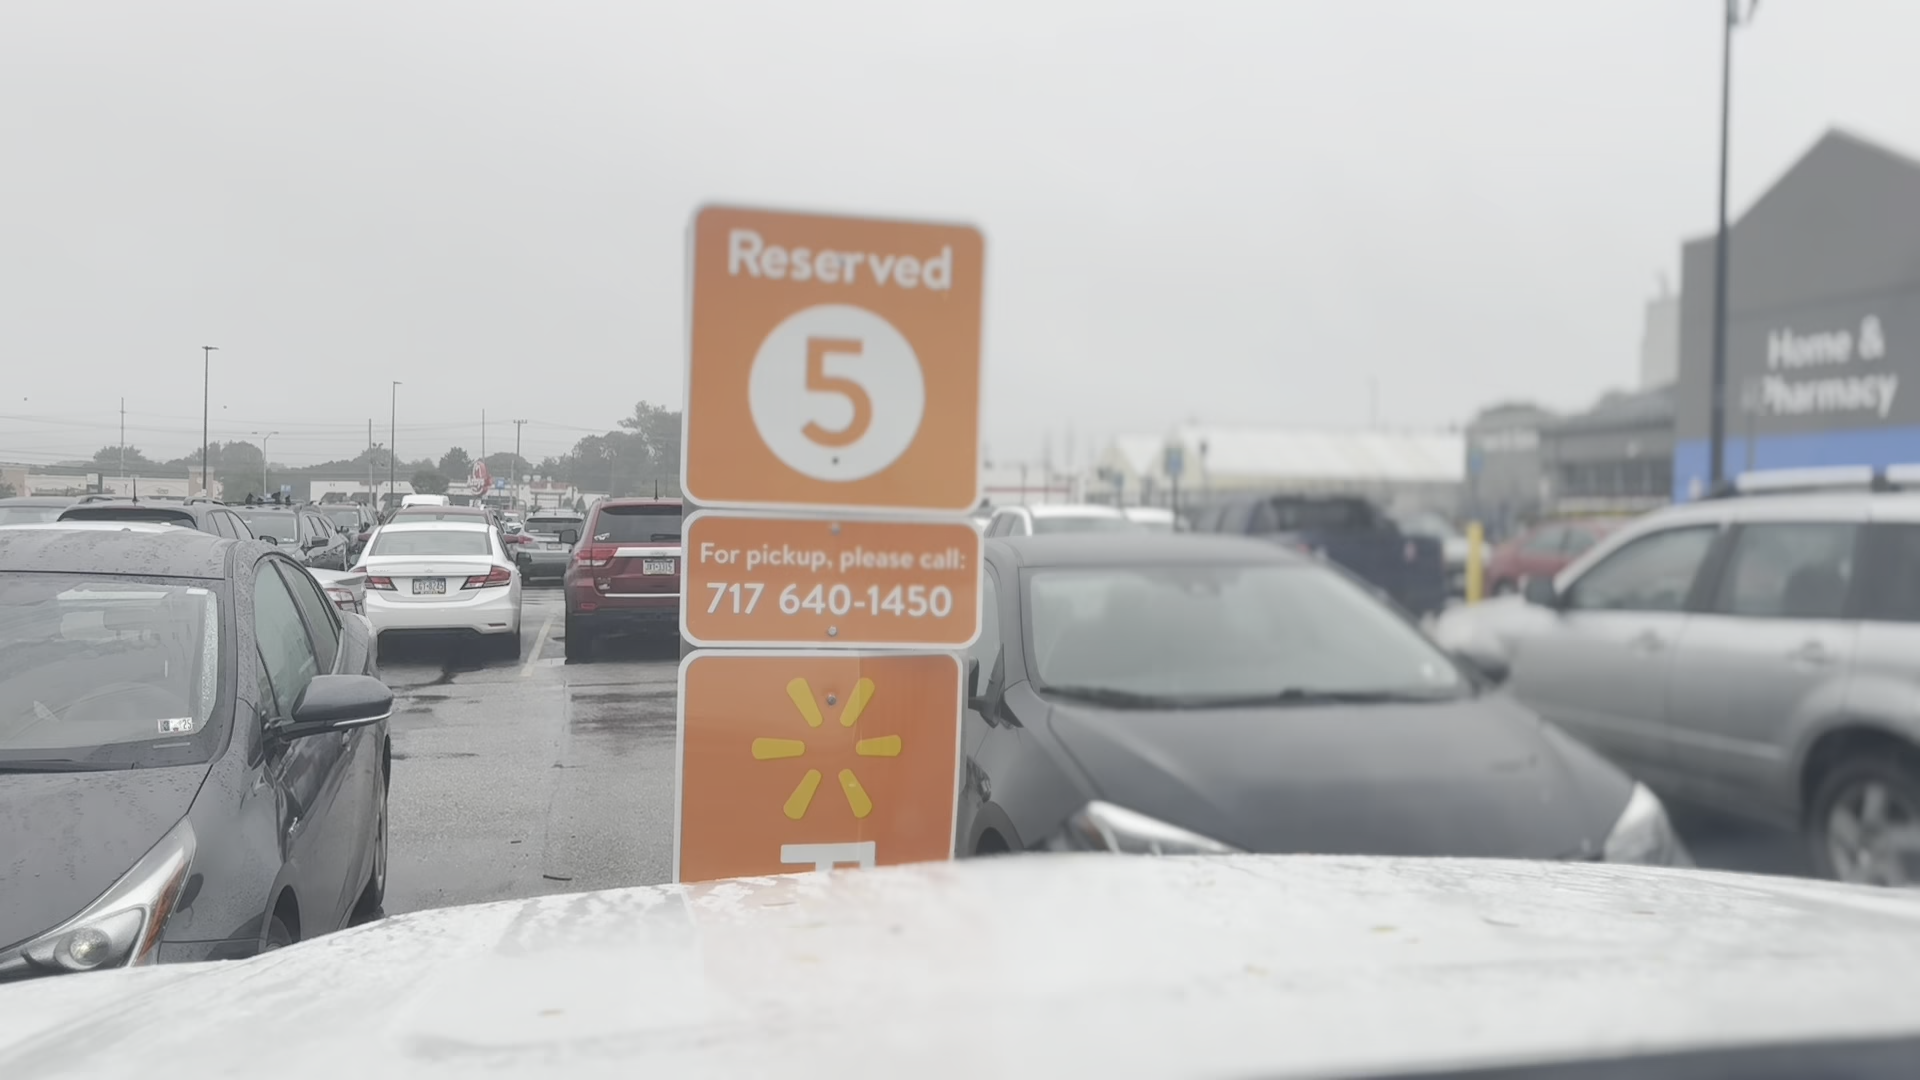 Reserved
5
For pickup, please call:
717 640-1450
Home &
Pharmacy